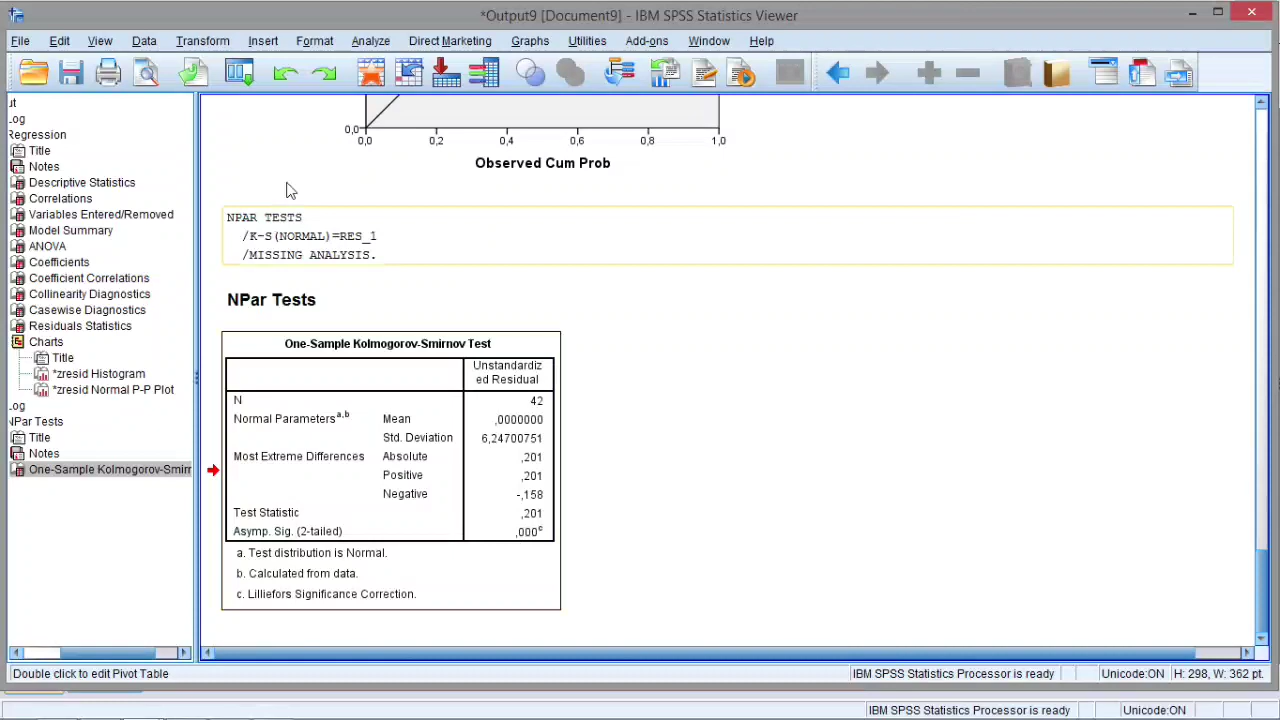 *Output9 [Document9] - IBM SPSS Statistics Viewer
File Edit View Data Transform Insert Format Analyze Direct Marketing Graphs Utilities Add-ons Window Help
ut
.og
Regression
Title
Notes
Descriptive Statistics
Correlations
Variables Entered/Removed
Model Summary
ANOVA
Coefficients
Coefficient Correlations
Collinearity Diagnostics
Casewise Diagnostics
Residuals Statistics
Charts
Title
*zresid Histogram
*zresid Normal P-P Plot
.og
NPar Tests
Title
Notes
One-Sample Kolmogorov-Smirr
0,0
0,0 0,2 0,4 0,6 0,8 1,0
Observed Cum Prob
NPAR TESTS
/K-S(NORMAL)=RES_1
/MISSING ANALYSIS.
NPar Tests
One-Sample Kolmogorov-Smirnov Test
Unstandardiz
ed Residual
N 42
Normal Parameters a,b Mean ,0000000
Std. Deviation 6,24700751
Most Extreme Differences Absolute ,201
Positive ,201
Negative -,158
Test Statistic ,201
Asymp. Sig. (2-tailed) ,000 c
a. Test distribution is Normal.
b. Calculated from data.
c. Lilliefors Significance Correction.
Double click to edit Pivot Table IBM SPSS Statistics Processor is ready Unicode:ON H: 298, W: 362 pt.
IBM SPSS Statistics Processor is ready Unicode:ON